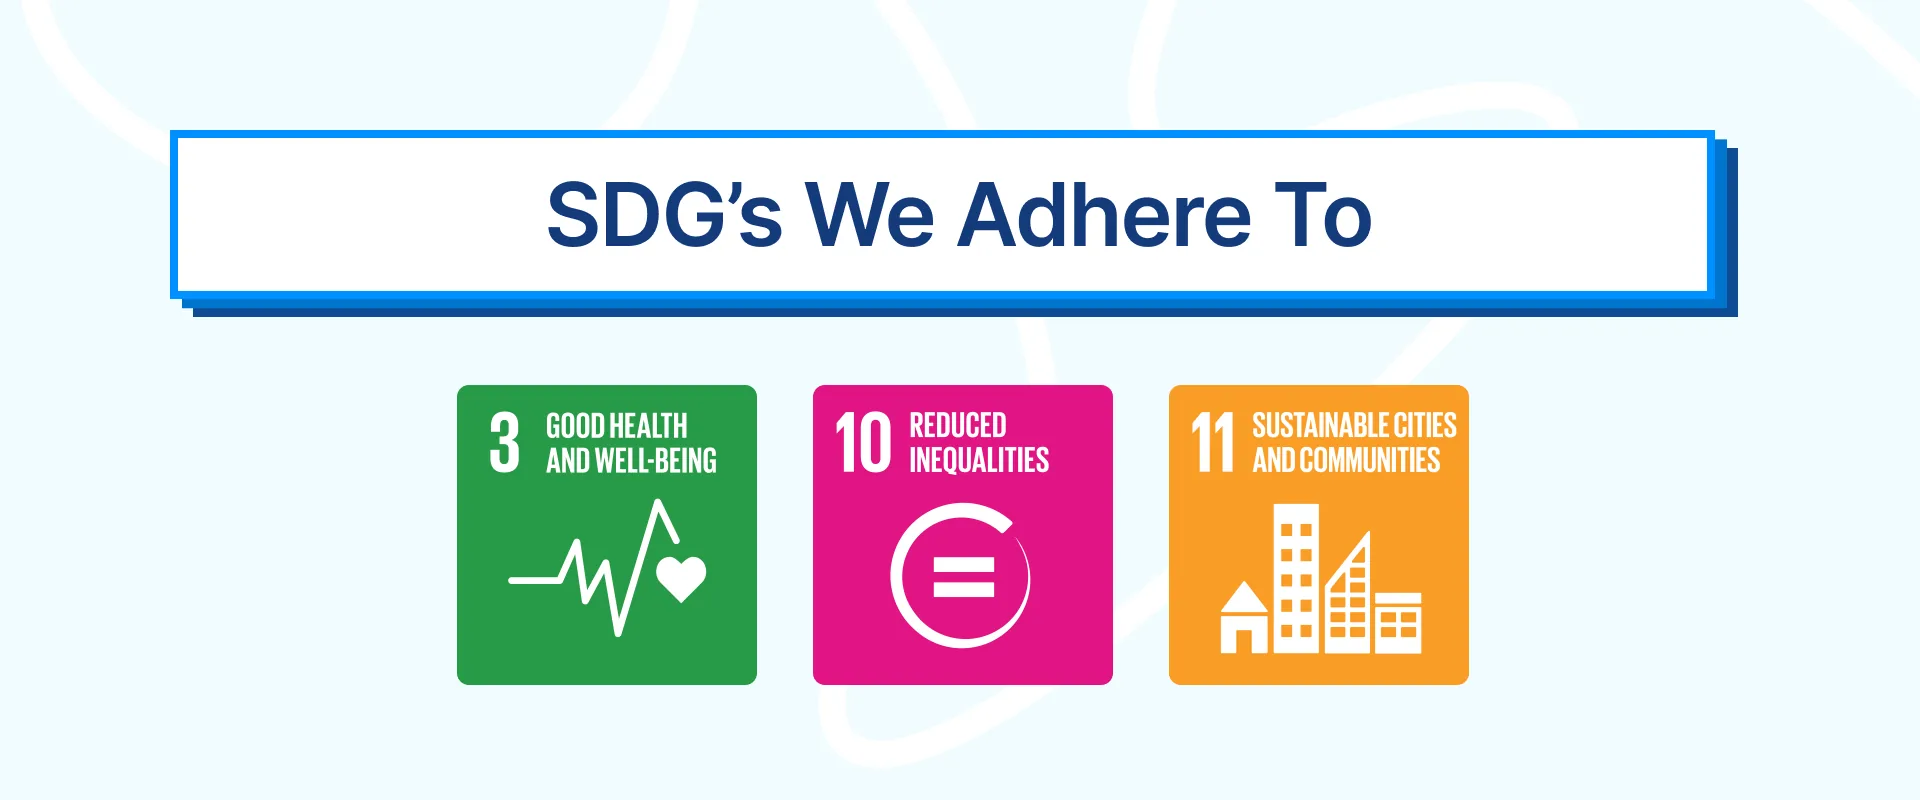 SDG’s We Adhere To
3 GOOD HEALTH
AND WELL-BEING
10 REDUCED
INEQUALITIES
11 SUSTAINABLE CITIES
AND COMMUNITIES